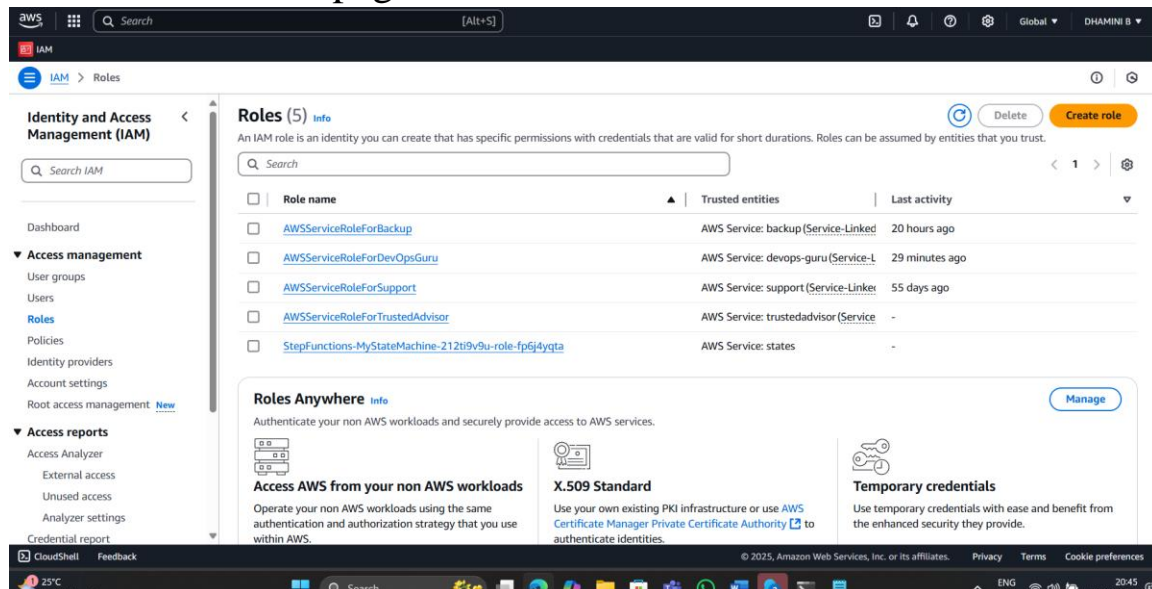 aws
Search
[Alt+S]
Global ▼
DHAMINI B ▼
IAM
IAM > Roles
Identity and Access
Management (IAM)
Search IAM
Dashboard
Access management
User groups
Users
Roles
Policies
Identity providers
Account settings
Root access management New
Access reports
Access Analyzer
External access
Unused access
Analyzer settings
Credential report
Roles (5) Info
Delete
Create role
An IAM role is an identity you can create that has specific permissions with credentials that are valid for short durations. Roles can be assumed by entities that you trust.
Search
< 1 >
Role name
Trusted entities
Last activity
AWSServiceRoleForBackup AWS Service: backup (Service-Linked 20 hours ago
AWSServiceRoleForDevOpsGuru AWS Service: devops-guru (Service-L 29 minutes ago
AWSServiceRoleForSupport AWS Service: support (Service-Linked 55 days ago
AWSServiceRoleForTrustedAdvisor AWS Service: trustedadvisor (Service -
StepFunctions-MyStateMachine-212ti9v9u-role-fp6j4yqta AWS Service: states -
Roles Anywhere Info
Manage
Authenticate your non AWS workloads and securely provide access to AWS services.
Access AWS from your non AWS workloads
Operate your non AWS workloads using the same
authentication and authorization strategy that you use
within AWS.
X.509 Standard
Use your own existing PKI infrastructure or use AWS
Certificate Manager Private Certificate Authority to
authenticate identities.
Temporary credentials
Use temporary credentials with ease and benefit from
the enhanced security they provide.
CloudShell Feedback
© 2025, Amazon Web Services, Inc. or its affiliates. Privacy Terms Cookie preferences
1
25°C
Search
ENG
20:45